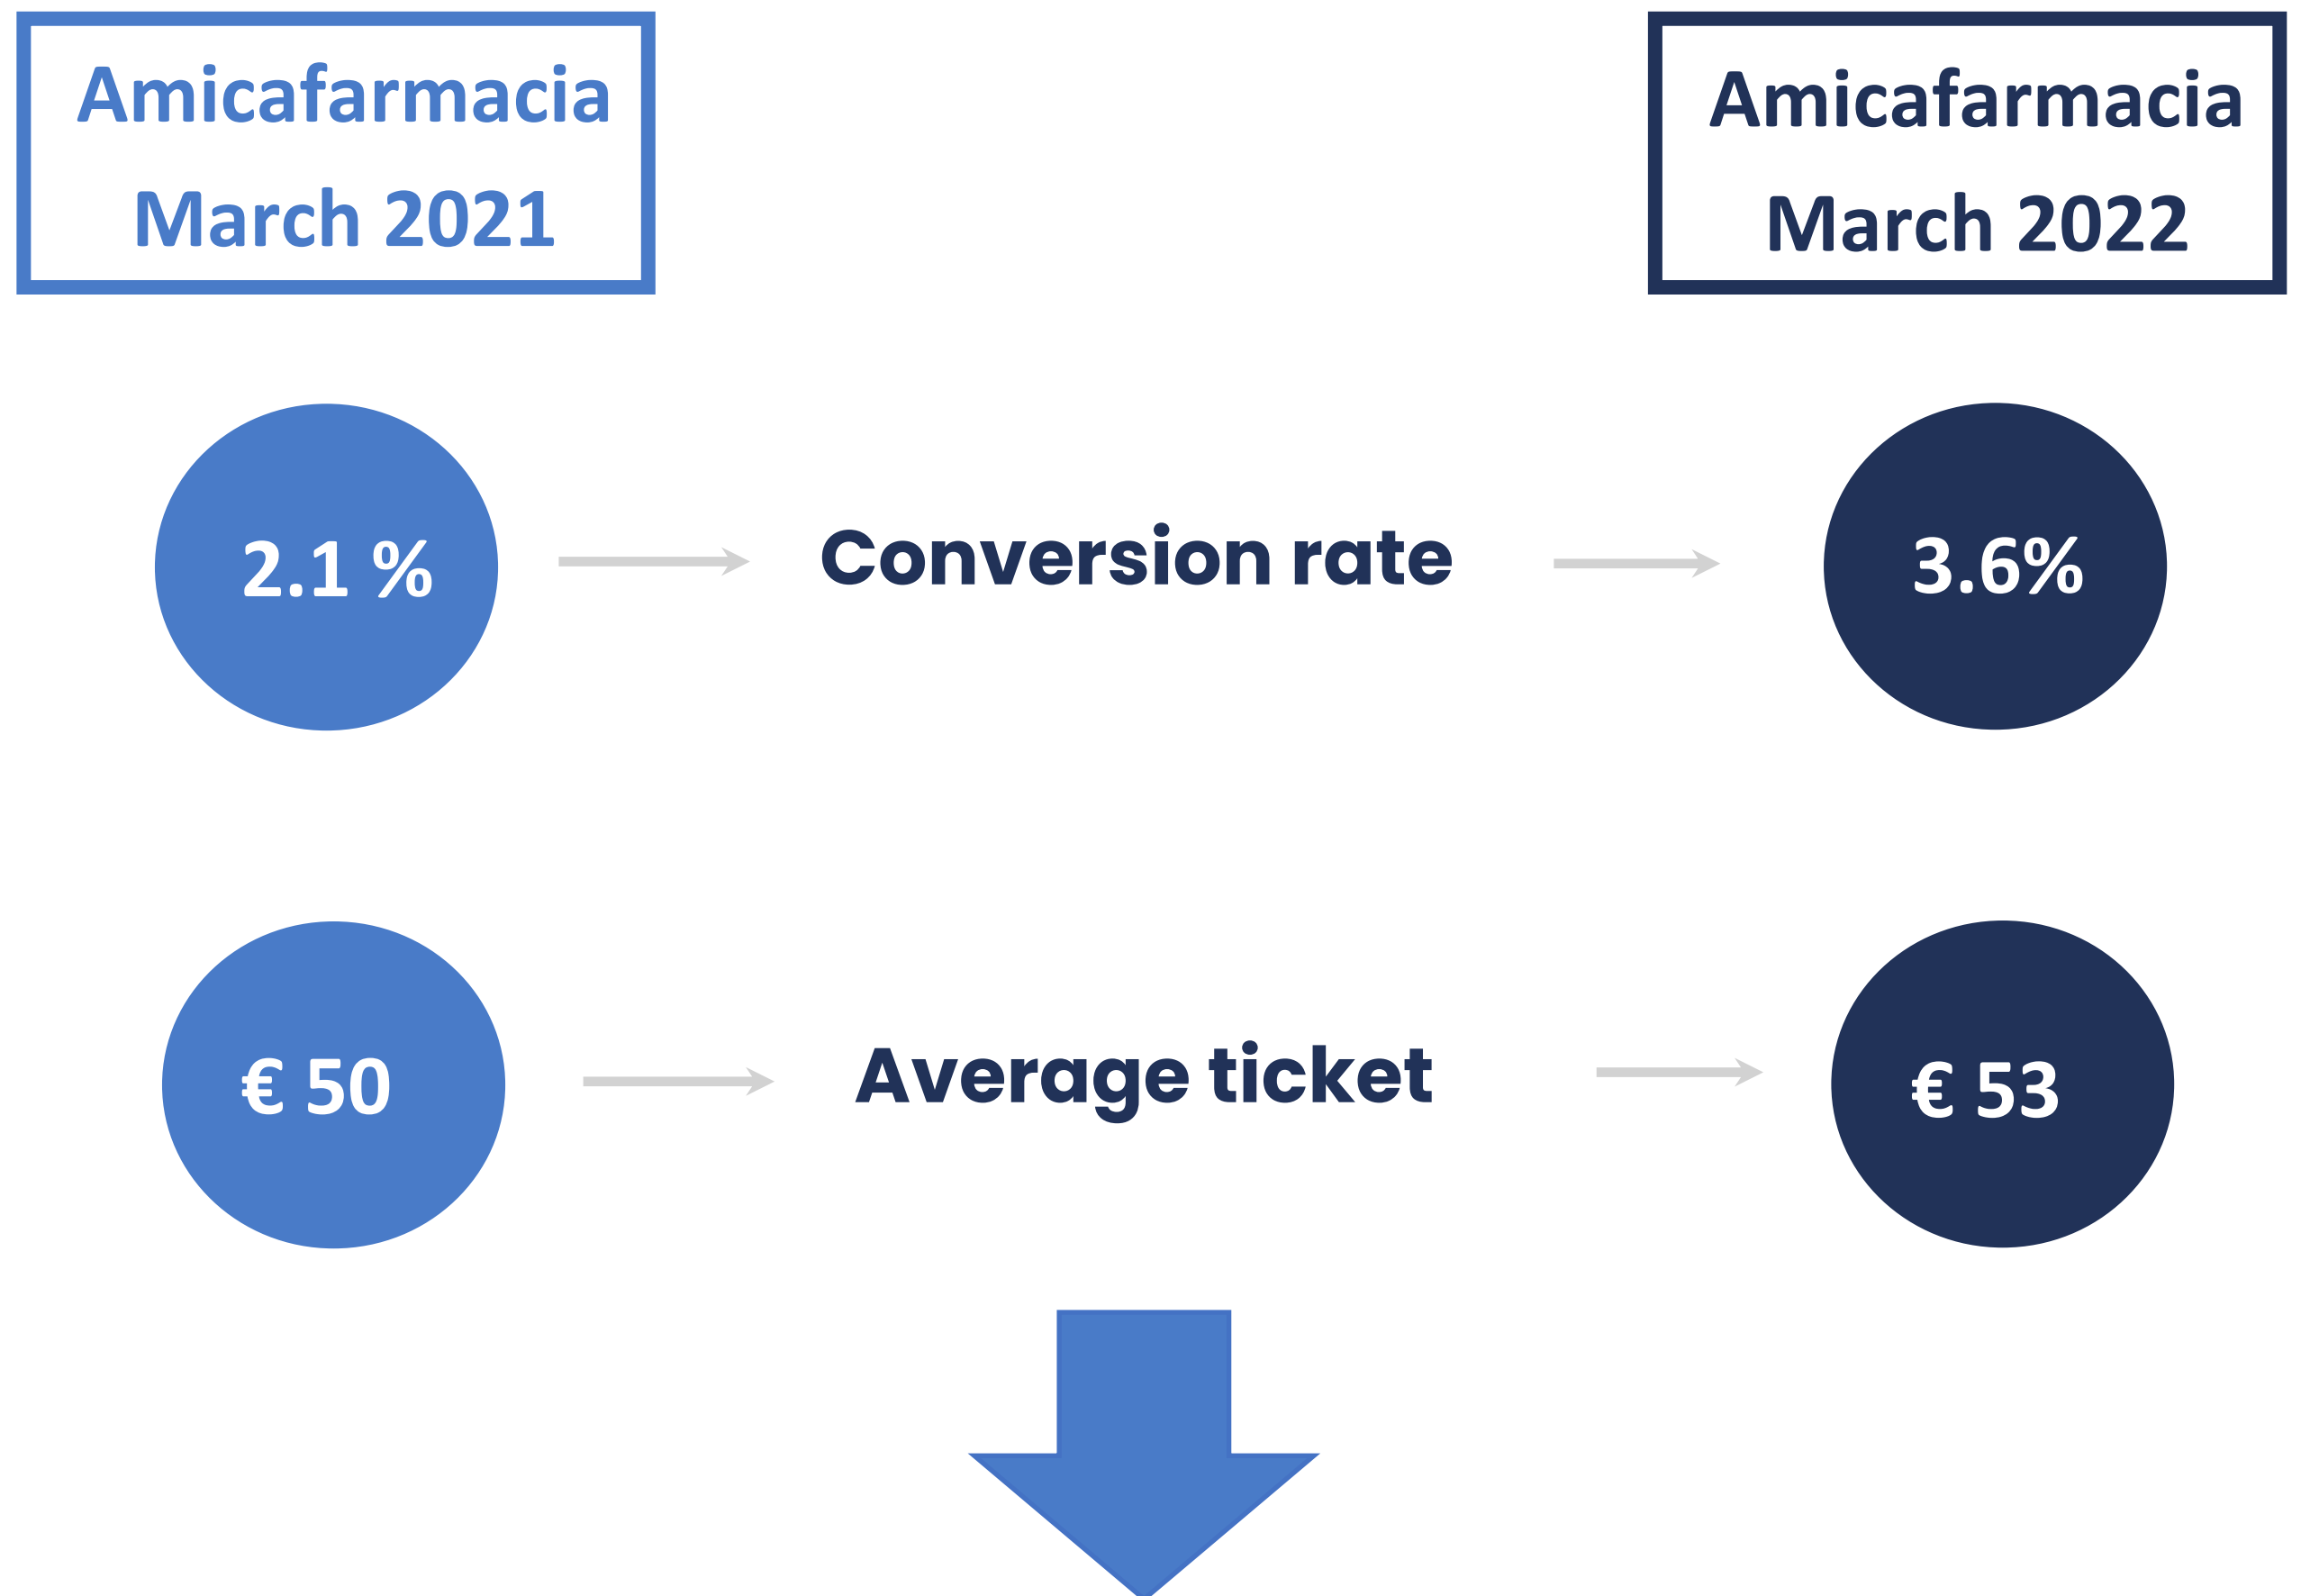 Amicafarmacia
March 2021
Amicafarmacia
March 2022
2.1 %
Conversion rate
3.6%
€ 50
Average ticket
€ 53